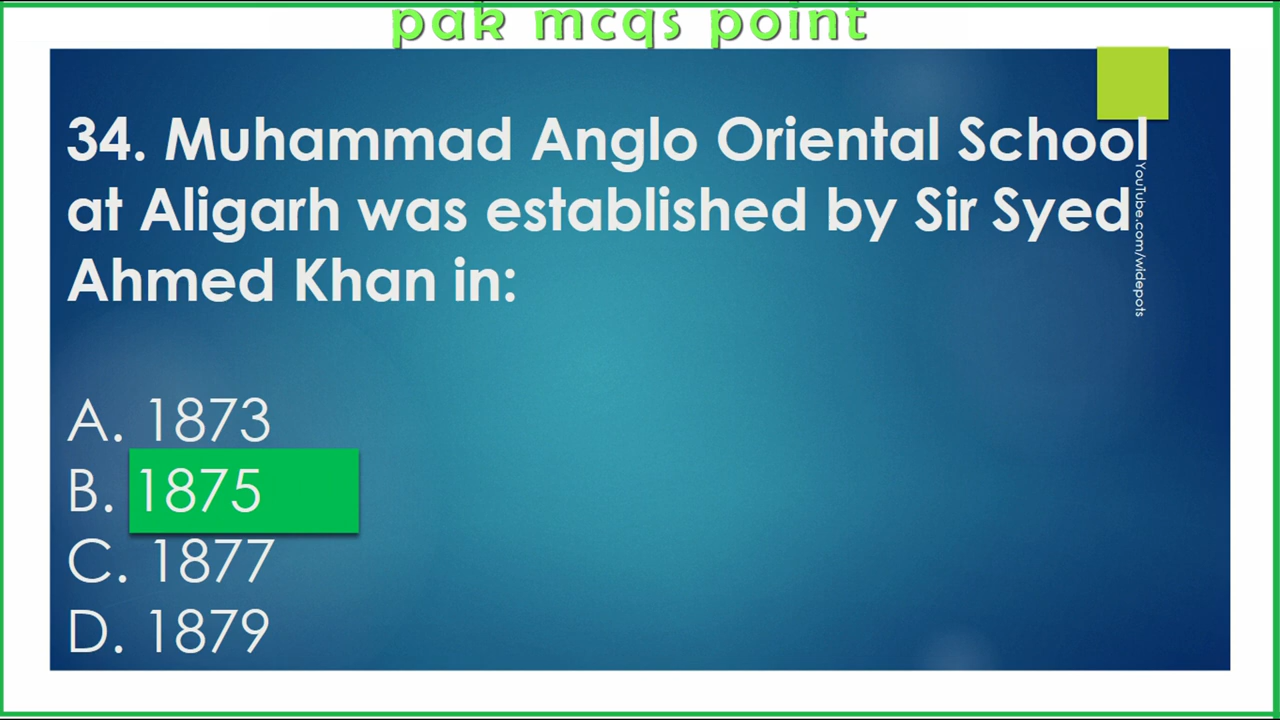 pak mcqs point
34. Muhammad Anglo Oriental School
at Aligarh was established by Sir Syed
Ahmed Khan in:
YouTube.com/widepots
A. 1873
B. 1875
C. 1877
D. 1879